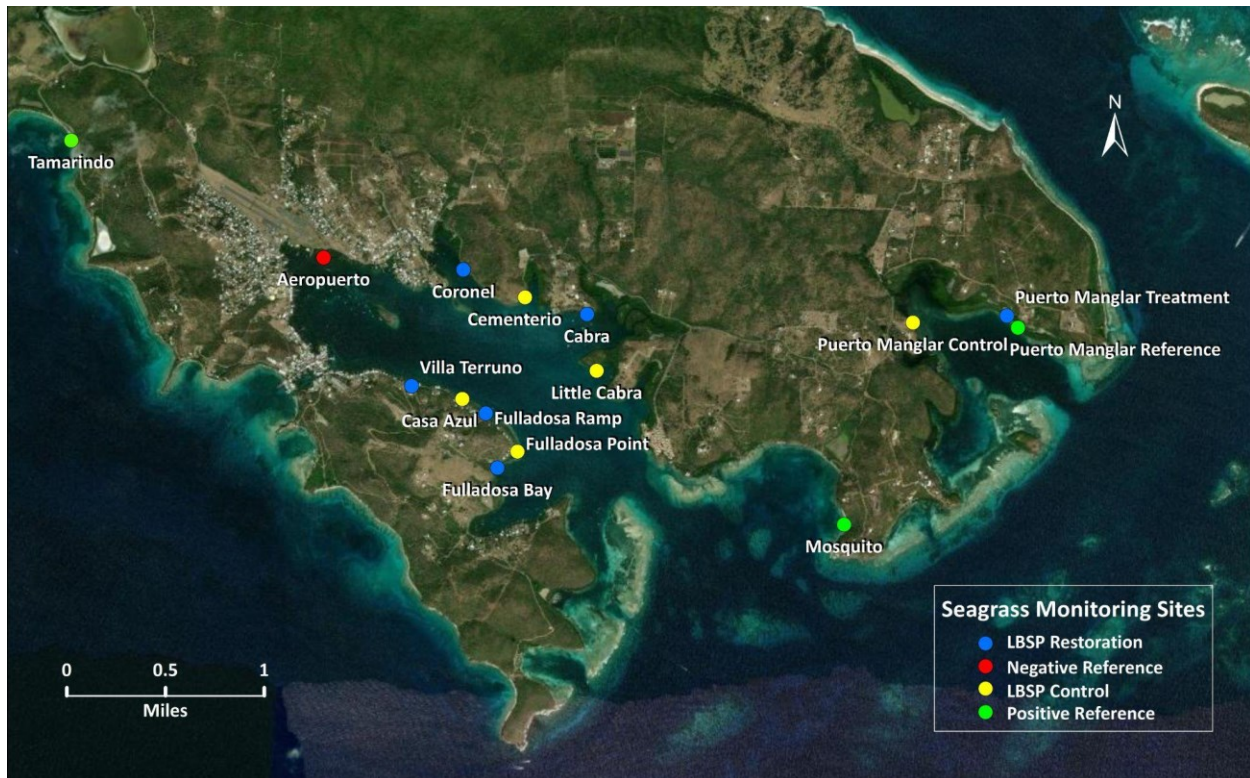 N
Tamarindo
Aeropuerto
Coronel
Cementerio
Cabra
Puerto Manglar Treatment
Puerto Manglar Control
Puerto Manglar Reference
Villa Terruno
Little Cabra
Casa Azul
Fulladosa Ramp
Fulladosa Point
Fulladosa Bay
Mosquito
Seagrass Monitoring Sites
LBSP Restoration
Negative Reference
LBSP Control
Positive Reference
0 0.5 1
Miles